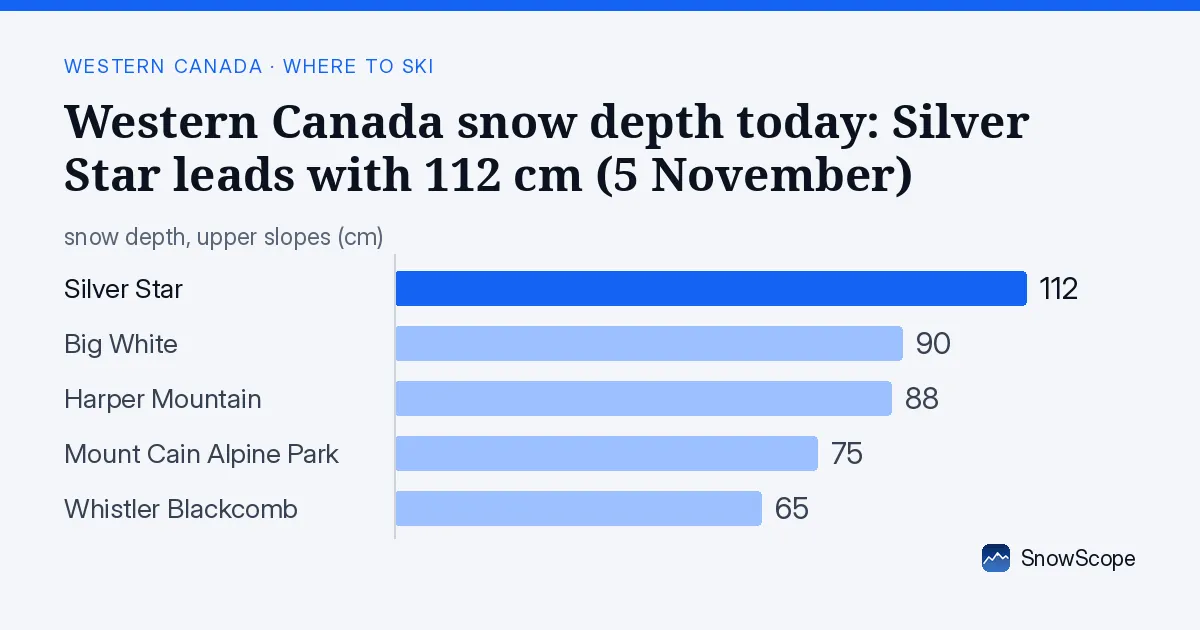 WESTERN CANADA · WHERE TO SKI
Western Canada snow depth today: Silver
Star leads with 112 cm (5 November)
snow depth, upper slopes (cm)
Silver Star 112
Big White 90
Harper Mountain 88
Mount Cain Alpine Park 75
Whistler Blackcomb 65
SnowScope